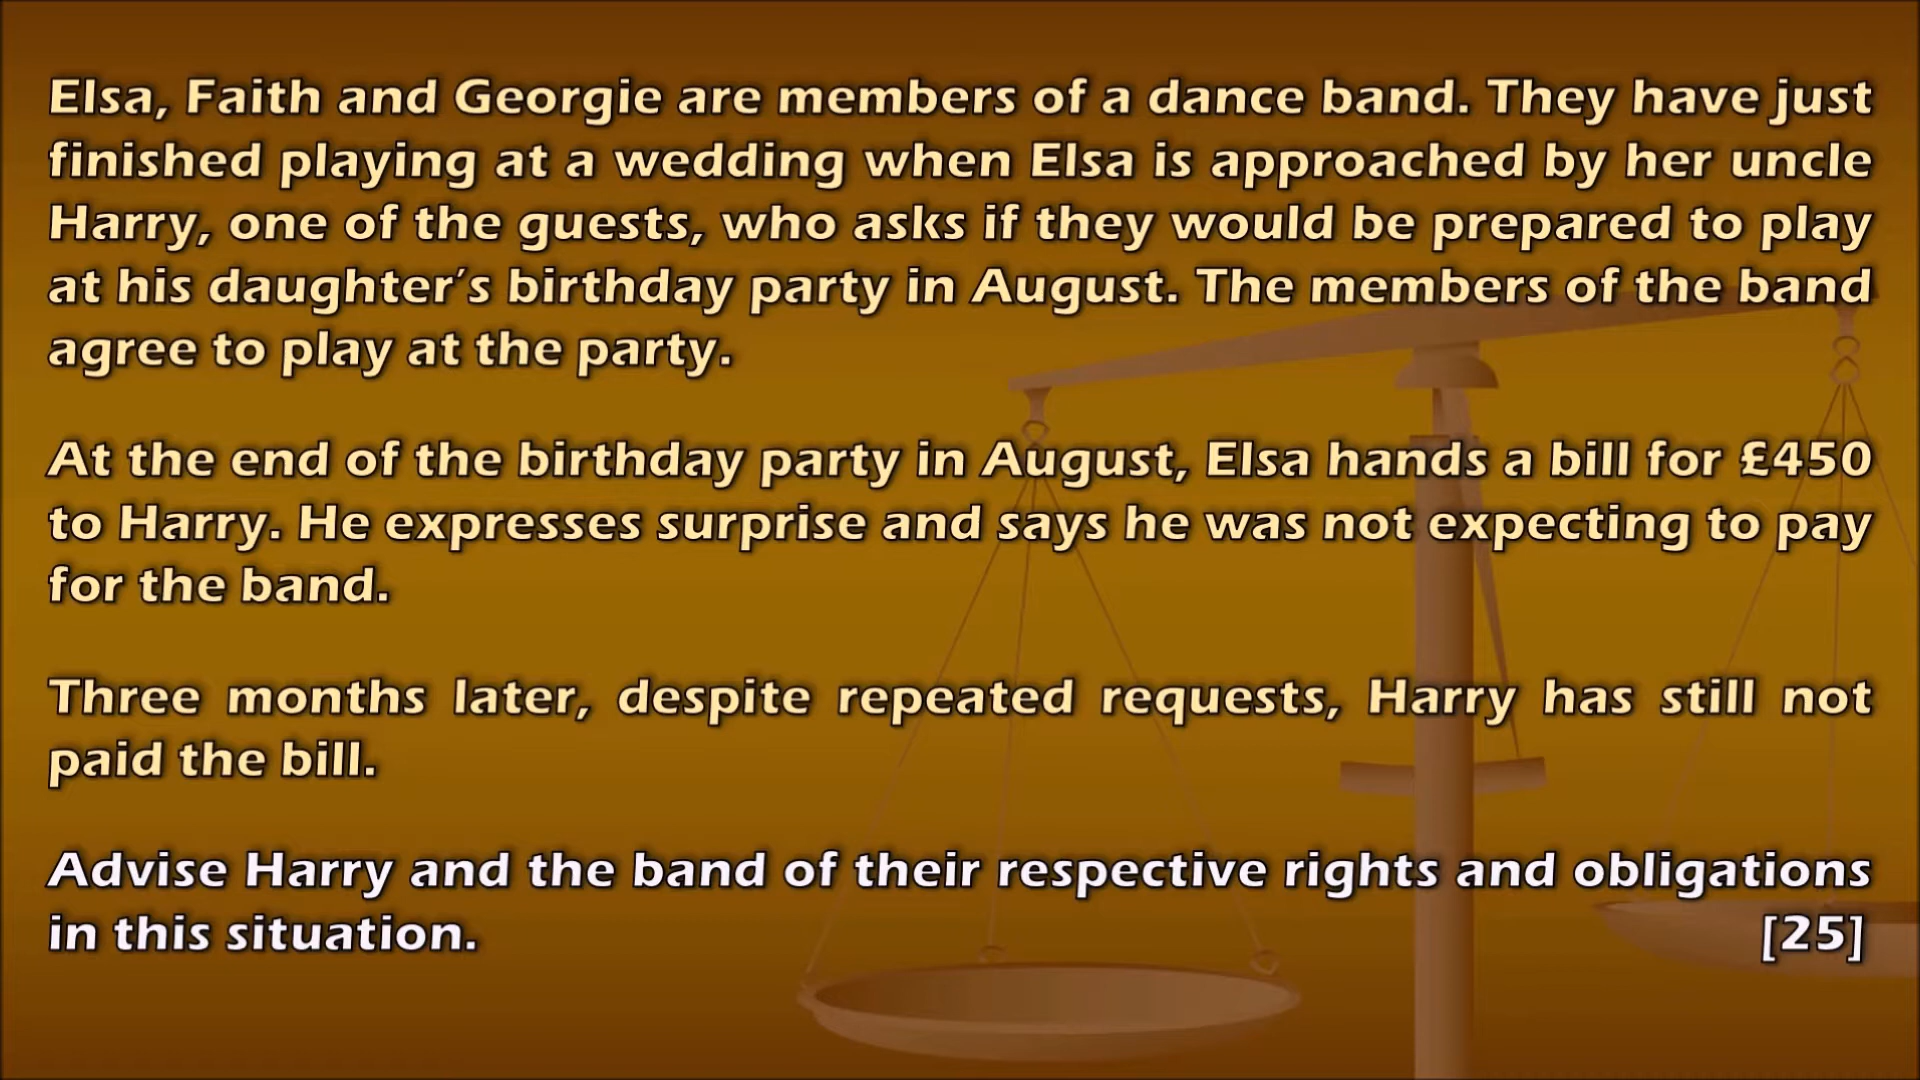 Elsa, Faith and Georgie are members of a dance band. They have just
finished playing at a wedding when Elsa is approached by her uncle
Harry, one of the guests, who asks if they would be prepared to play
at his daughter's birthday party in August. The members of the band
agree to play at the party.
At the end of the birthday party in August, Elsa hands a bill for £450
to Harry. He expresses surprise and says he was not expecting to pay
for the band.
Three months later, despite repeated requests, Harry has still not
paid the bill.
Advise Harry and the band of their respective rights and obligations
in this situation. [25]